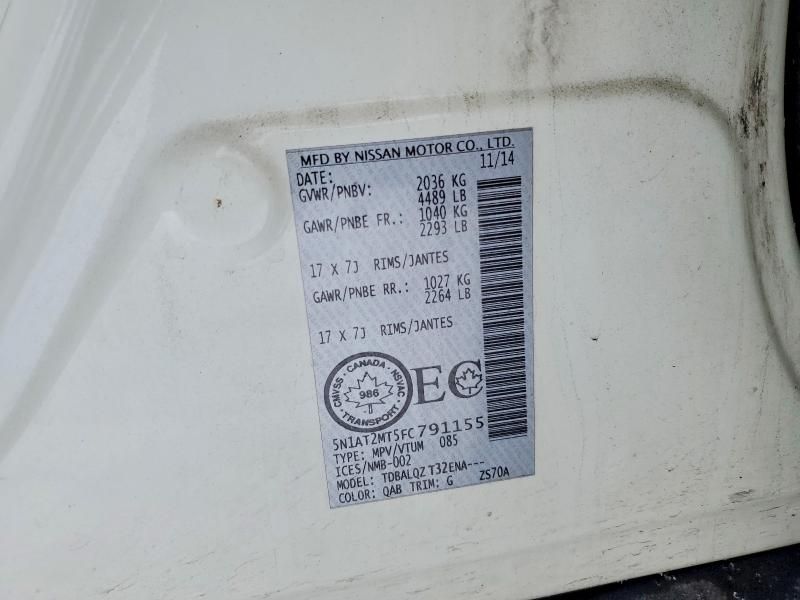 MFD BY NISSAN MOTOR CO., LTD.
DATE: 11/14
GVWR/PNBV: 2036 KG
4489 LB
GAWR/PNBE FR.: 1040 KG
2293 LB
17 X 7J RIMS/JANTES
GAWR/PNBE RR.: 1027 KG
2264 LB
17 X 7J RIMS/JANTES
CMVSS · CANADA · NSVAC
986
TRANSPORT
EC
5N1AT2MT5FC791155
TYPE: MPV/VTUM 085
ICES/NMB-002
MODEL: TDBALQZ T32ENA---
COLOR: QAB TRIM: G ZS70A